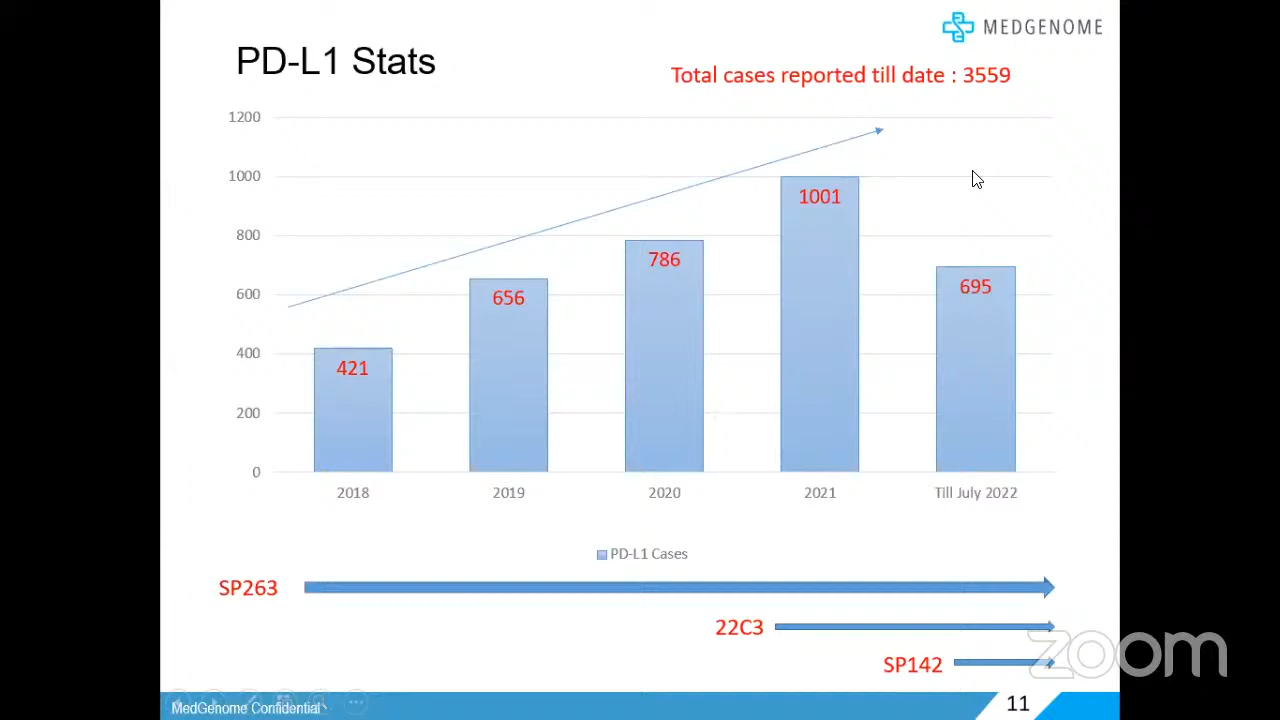 MEDGENOME
PD-L1 Stats
Total cases reported till date : 3559
1200
1000
800
600
400
200
0
421
656
786
1001
695
2018
2019
2020
2021
Till July 2022
PD-L1 Cases
SP263
22C3
SP142
zoom
MedGenome Confidential
11